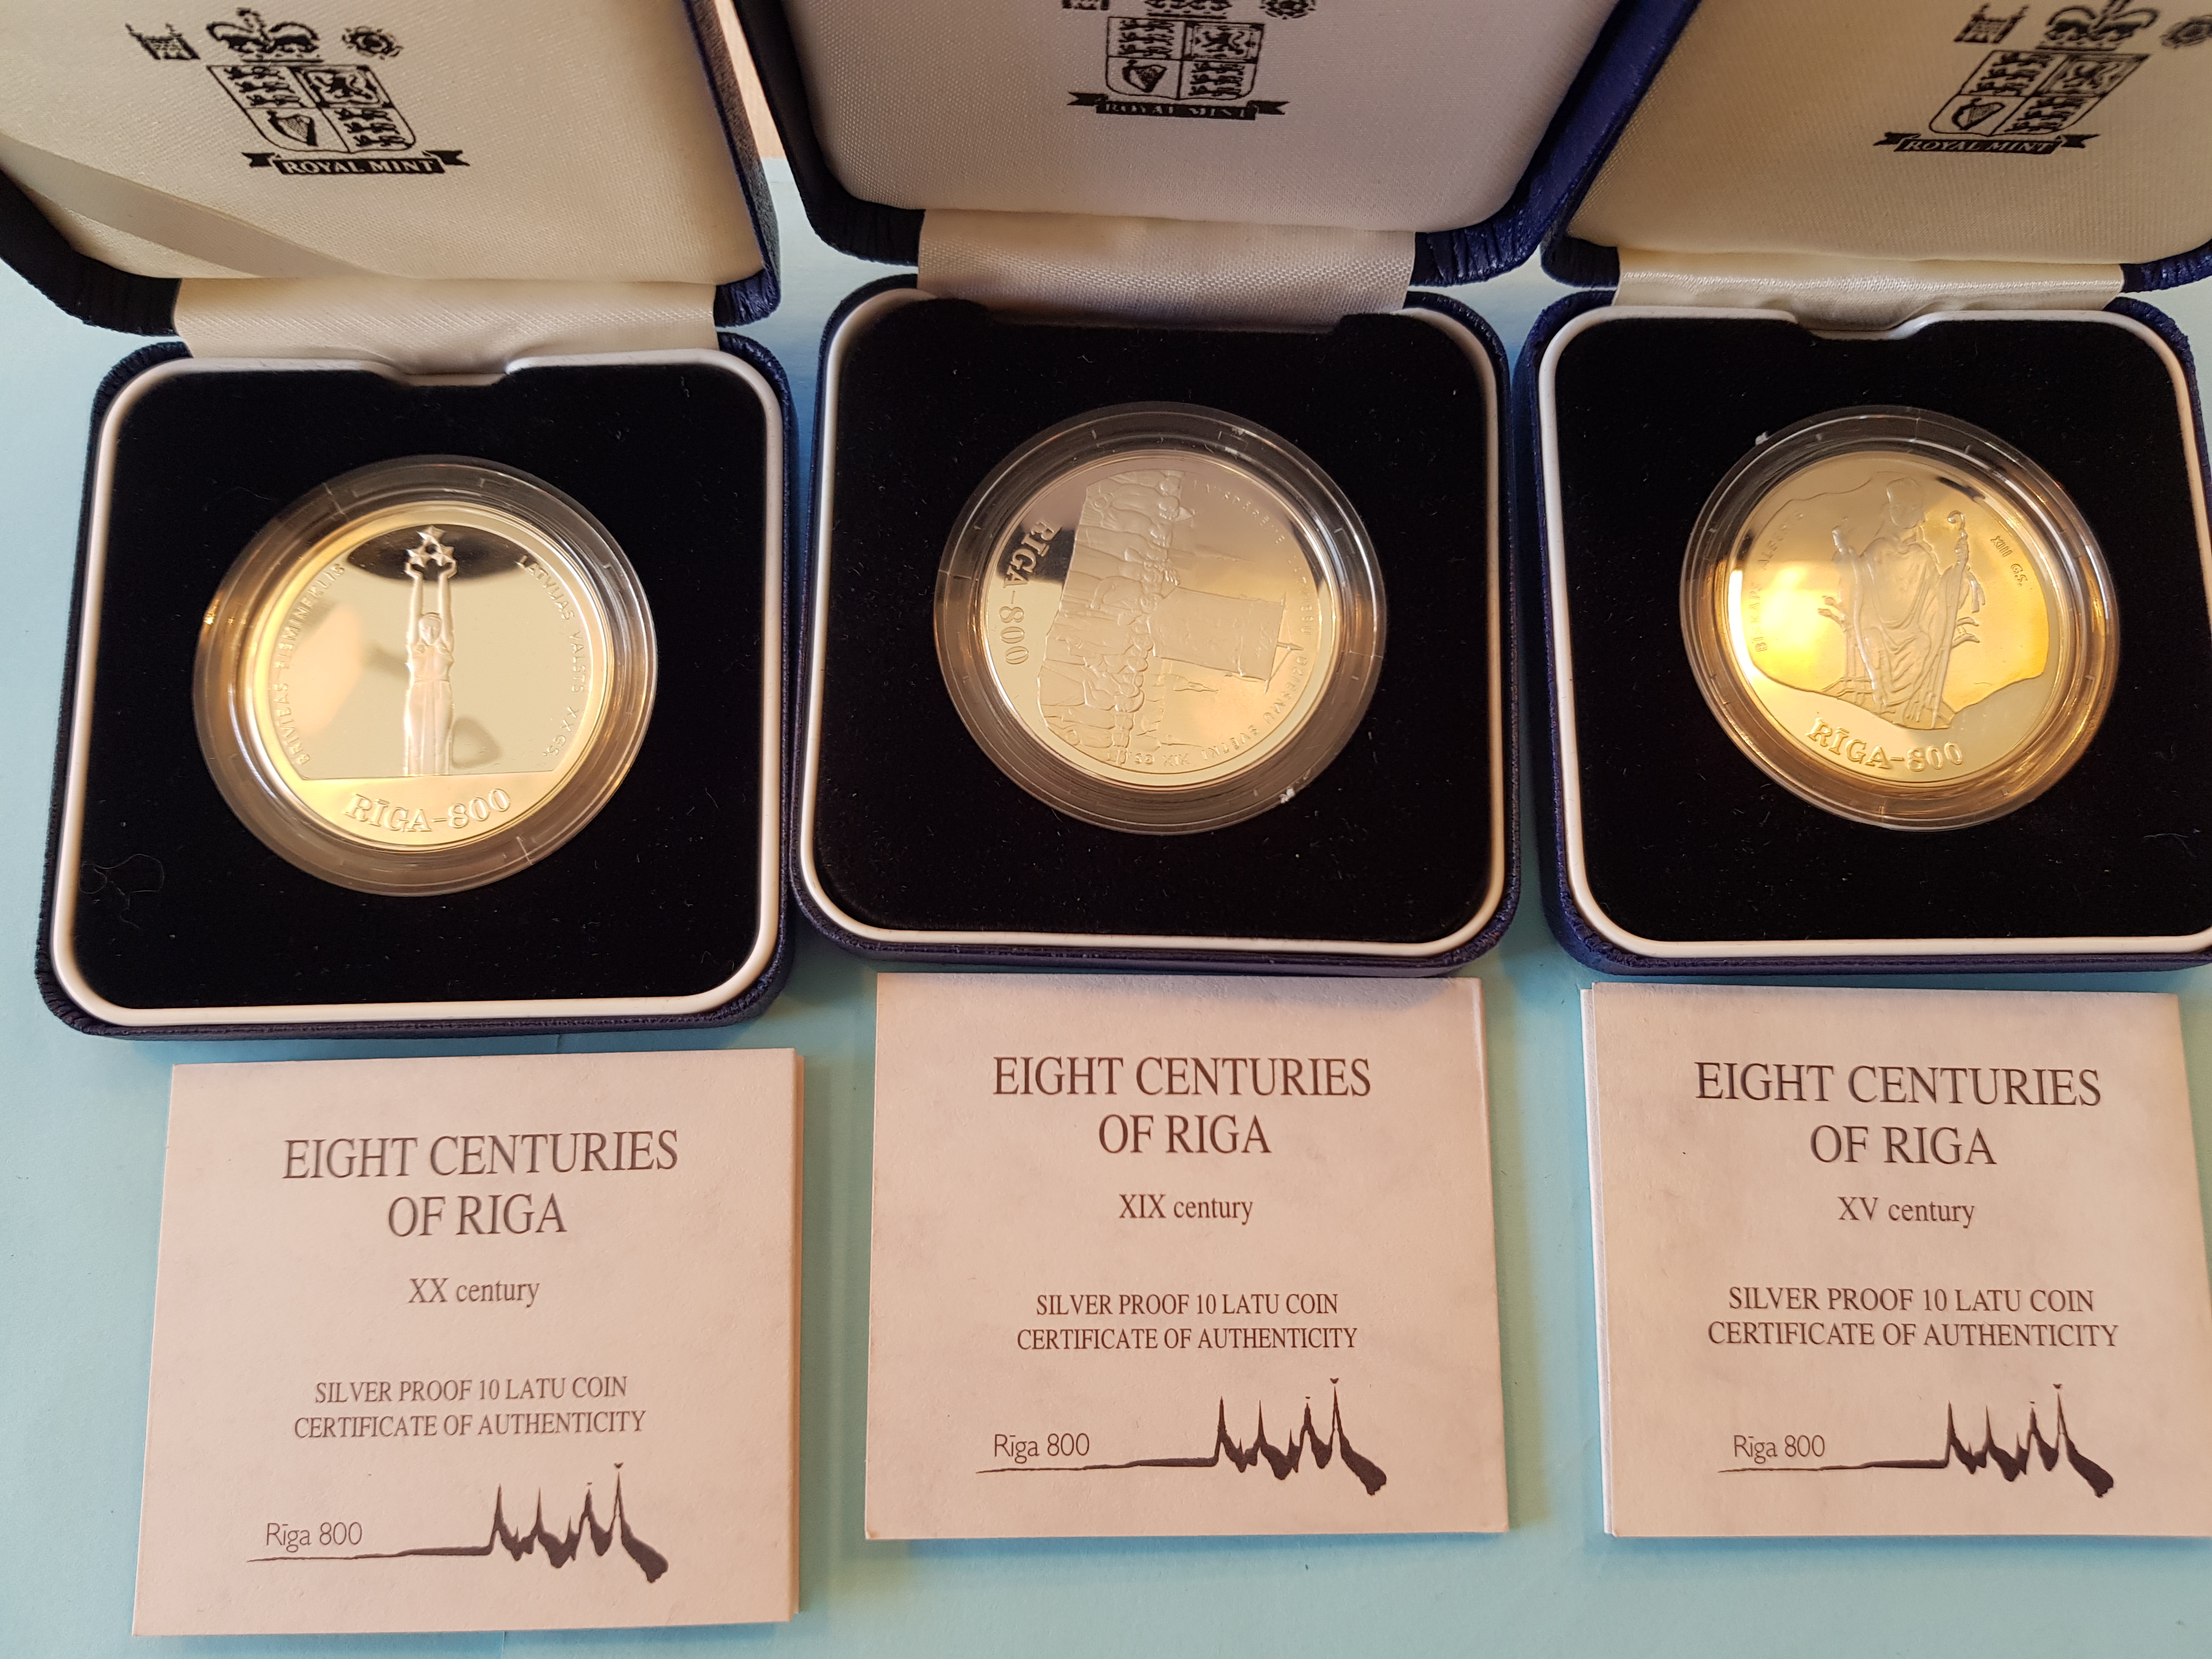 ROYAL MINT
ROYAL MINT
ROYAL MINT
BRĪVĪBAS PIEMINEKLIS
LATVIJAS VALSTS XX GS.
RĪGA-800
RĪGA-800
XIX
XIII G.S.
RĪGA-800
EIGHT CENTURIES
OF RIGA
XX century
SILVER PROOF 10 LATU COIN
CERTIFICATE OF AUTHENTICITY
Rīga 800
EIGHT CENTURIES
OF RIGA
XIX century
SILVER PROOF 10 LATU COIN
CERTIFICATE OF AUTHENTICITY
Rīga 800
EIGHT CENTURIES
OF RIGA
XV century
SILVER PROOF 10 LATU COIN
CERTIFICATE OF AUTHENTICITY
Rīga 800